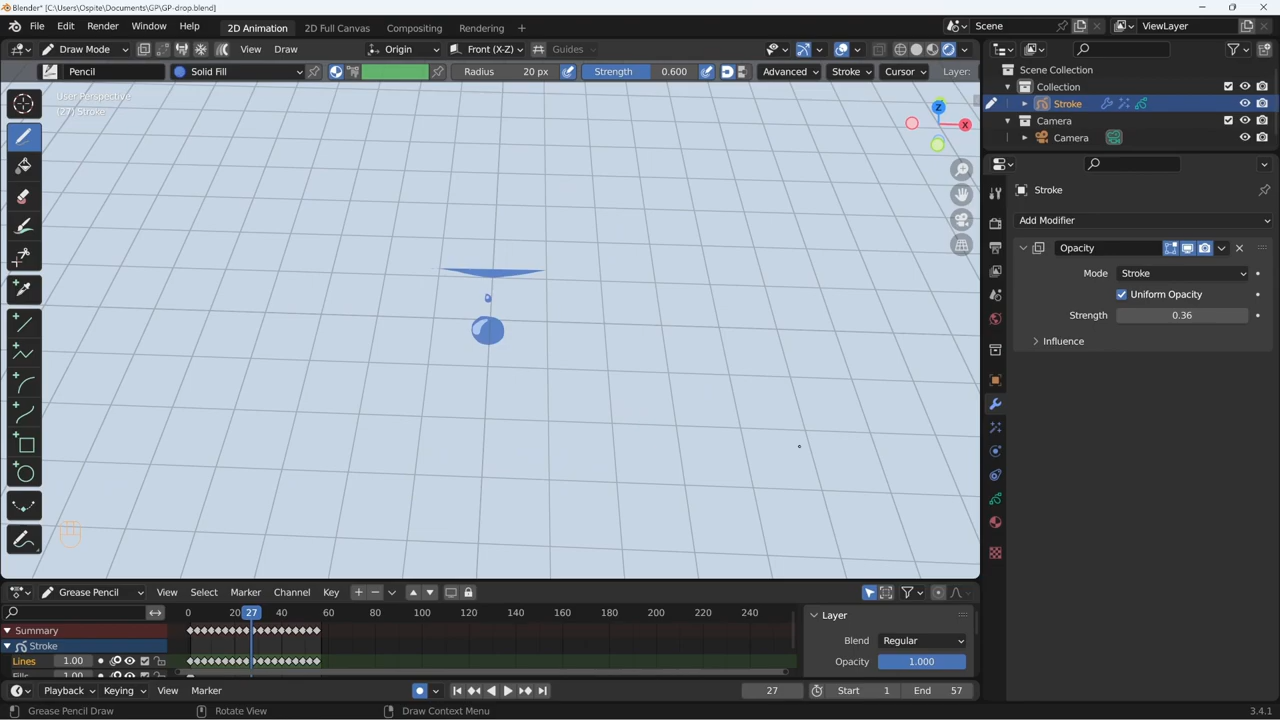 Blender* [C:\Users\Ospite\Documents\GP\GP-drop.blend]
File Edit Render Window Help 2D Animation 2D Full Canvas Compositing Rendering Scene ViewLayer
Draw Mode View Draw Origin Front (X-Z) Guides
Pencil Solid Fill Radius 20 px Strength 0.600 Advanced Stroke Cursor Layer:
User Perspective
(27) Stroke
Z
X
Scene Collection
Collection
Stroke
Camera
Camera
Stroke
Add Modifier
Opacity
Mode Stroke
Uniform Opacity
Strength 0.36
Influence
Grease Pencil View Select Marker Channel Key
0 20 27 40 60 80 100 120 140 160 180 200 220 240
Summary
Stroke
Lines 1.00
Layer
Blend Regular
Opacity 1.000
Playback Keying View Marker 27 Start 1 End 57
Grease Pencil Draw Rotate View Draw Context Menu 3.4.1